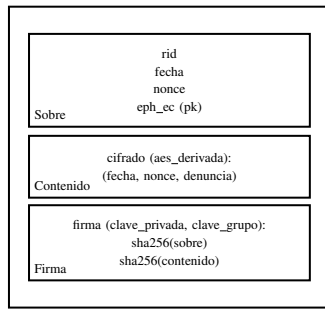 rid
fecha
nonce
eph_ec (pk)
Sobre
cifrado (aes_derivada):
(fecha, nonce, denuncia)
Contenido
firma (clave_privada, clave_grupo):
sha256(sobre)
sha256(contenido)
Firma